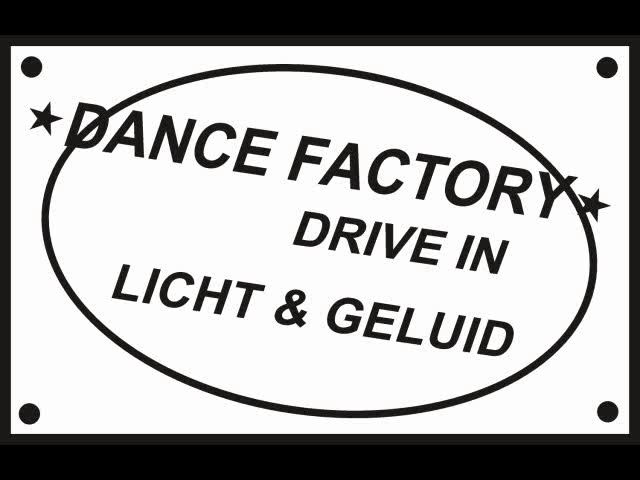 ★DANCE FACTORY★
DRIVE IN
LICHT & GELUID